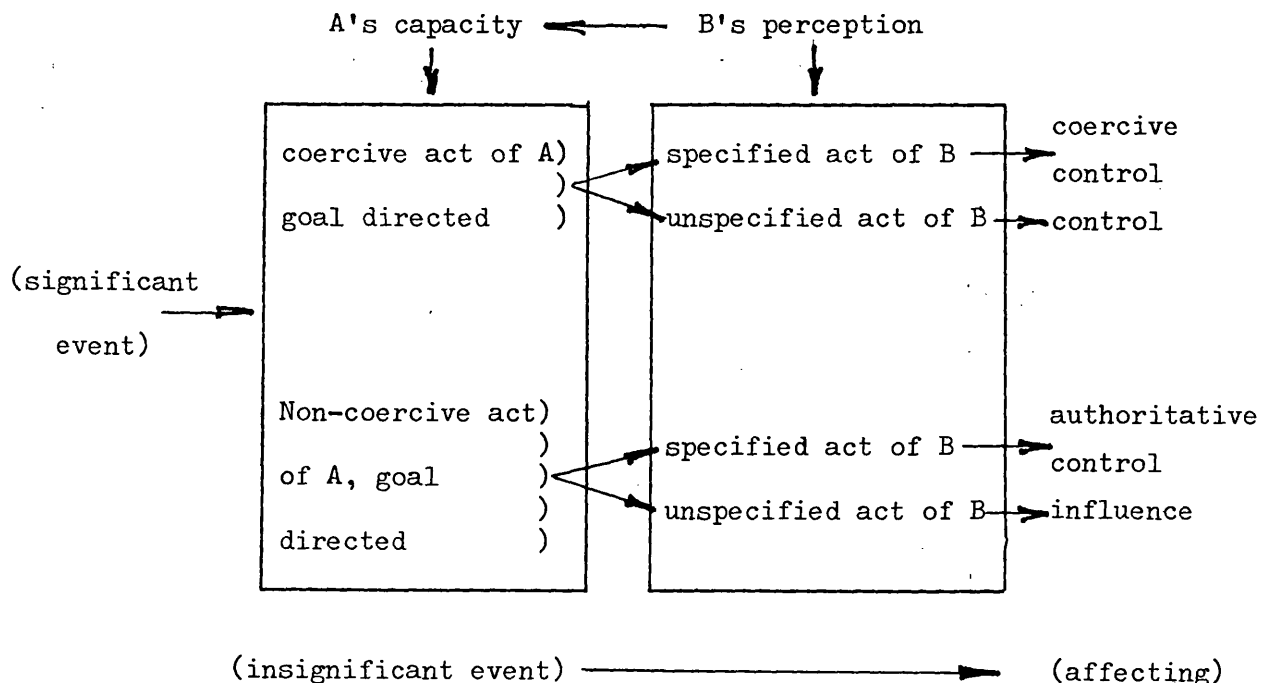 A's capacity B's perception
coercive
coercive act of A) specified act of B
) control
goal directed ) unspecified act of B control
(significant
event)
Non-coercive act) authoritative
) specified act of B
of A, goal ) control
) unspecified act of B influence
directed )
(insignificant event) (affecting)